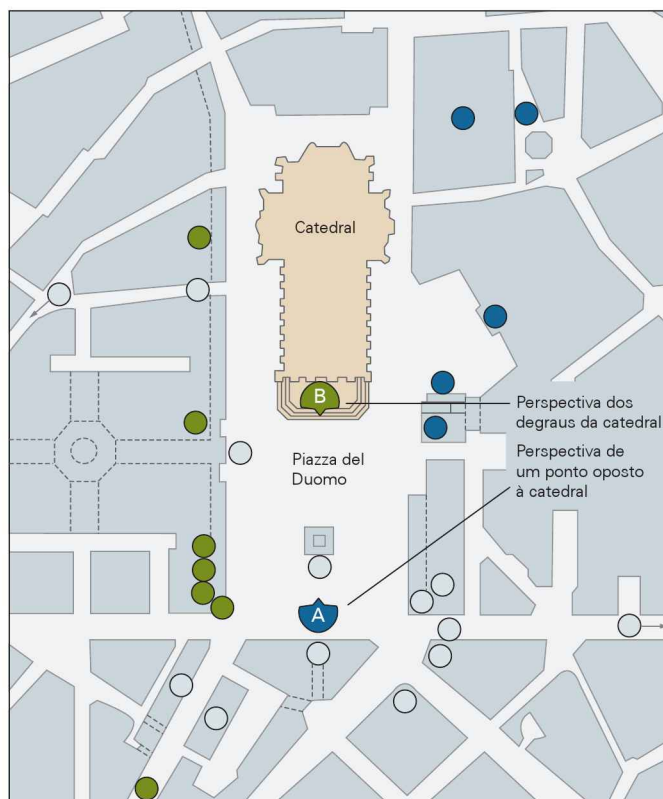 Catedral
B
Perspectiva dos
degraus da catedral
Perspectiva de
um ponto oposto
à catedral
Piazza del
Duomo
A